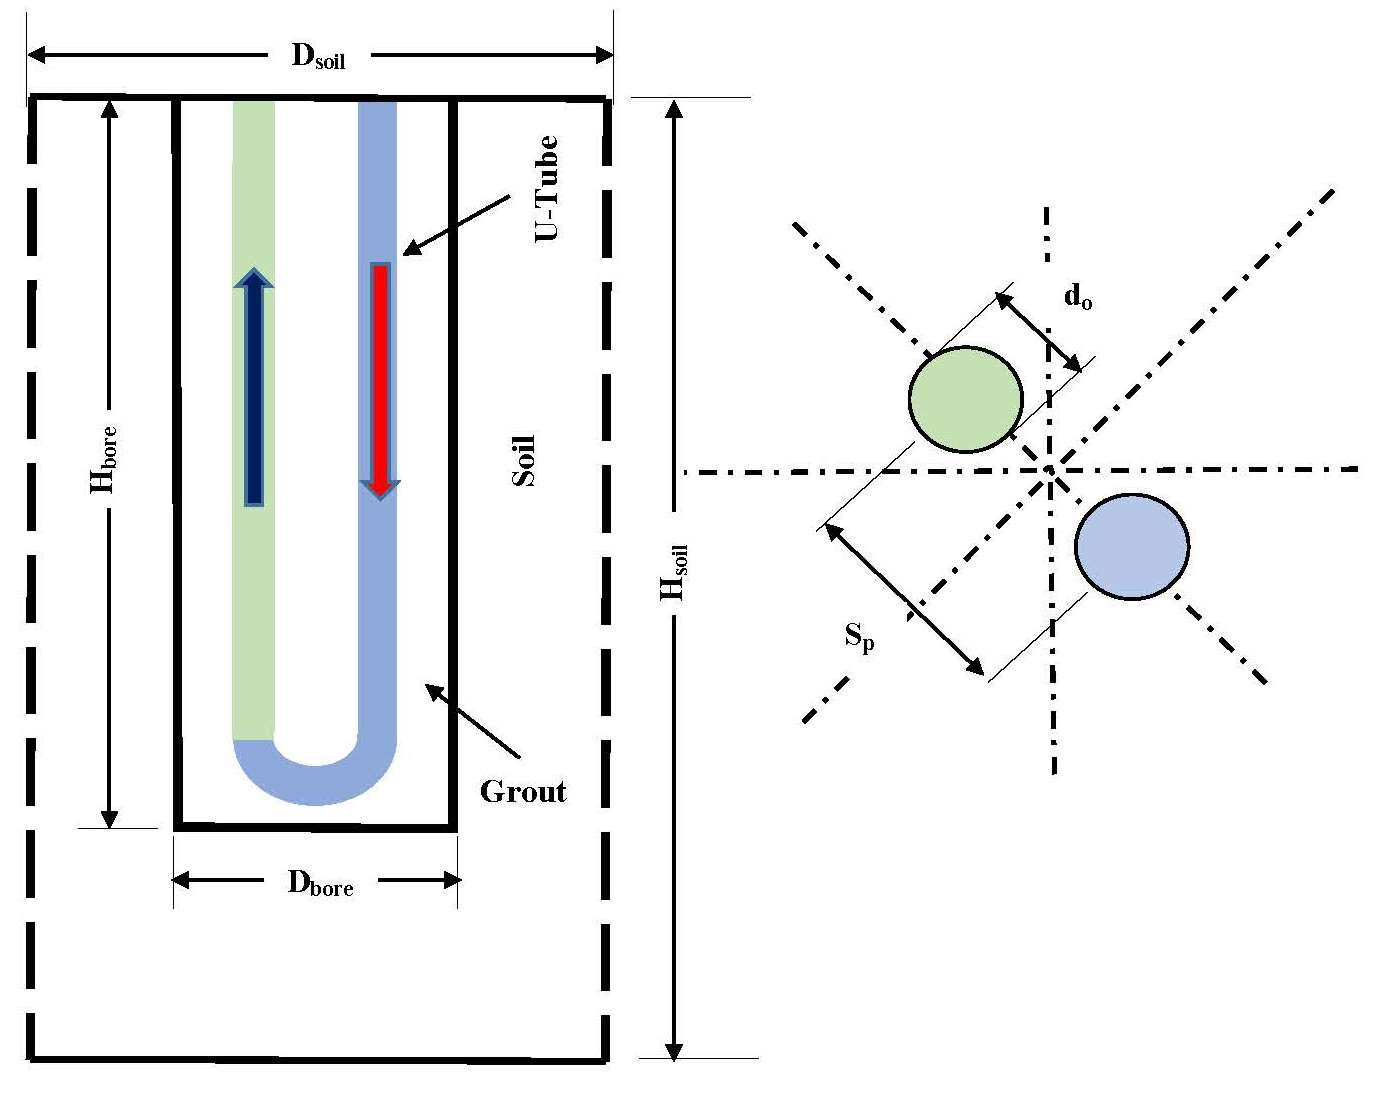 Dsoil
U-Tube
Hbore
Soil
Hsoil
Grout
Dbore
do
Sp